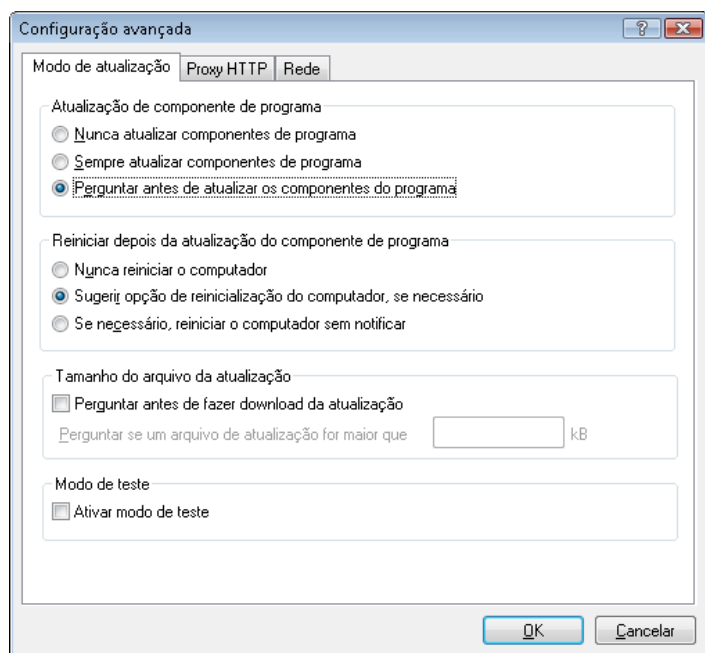 Configuração avançada
Modo de atualização
Proxy HTTP
Rede
Atualização de componente de programa
Nunca atualizar componentes de programa
Sempre atualizar componentes de programa
Perguntar antes de atualizar os componentes do programa
Reiniciar depois da atualização do componente de programa
Nunca reiniciar o computador
Sugerir opção de reinicialização do computador, se necessário
Se necessário, reiniciar o computador sem notificar
Tamanho do arquivo da atualização
Perguntar antes de fazer download da atualização
Perguntar se um arquivo de atualização for maior que kB
Modo de teste
Ativar modo de teste
OK
Cancelar